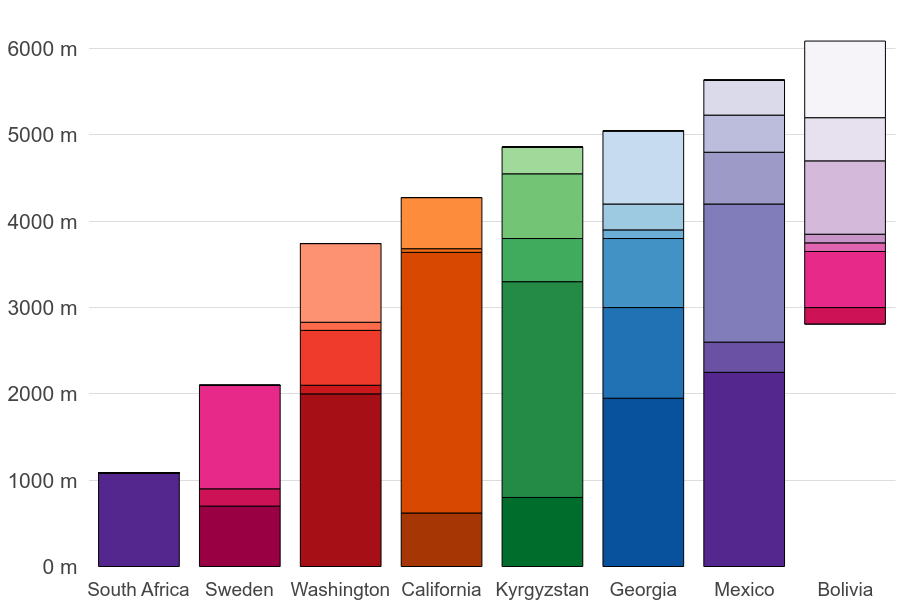 6000 m
5000 m
4000 m
3000 m
2000 m
1000 m
0 m
South Africa Sweden Washington California Kyrgyzstan Georgia Mexico Bolivia